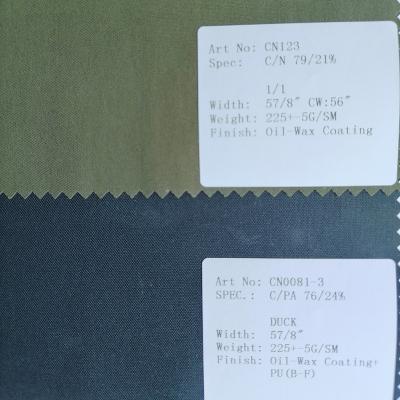 Art No: CN123
Spec: C/N 79/21%
1/1
Width: 57/8" CW:56"
Weight: 225+-5G/SM
Finish: Oil-Wax Coating
Art No: CN0081-3
SPEC.: C/PA 76/24%
DUCK
Width: 57/8"
Weight: 225+-5G/SM
Finish: Oil-Wax Coating+
PU(B-F)